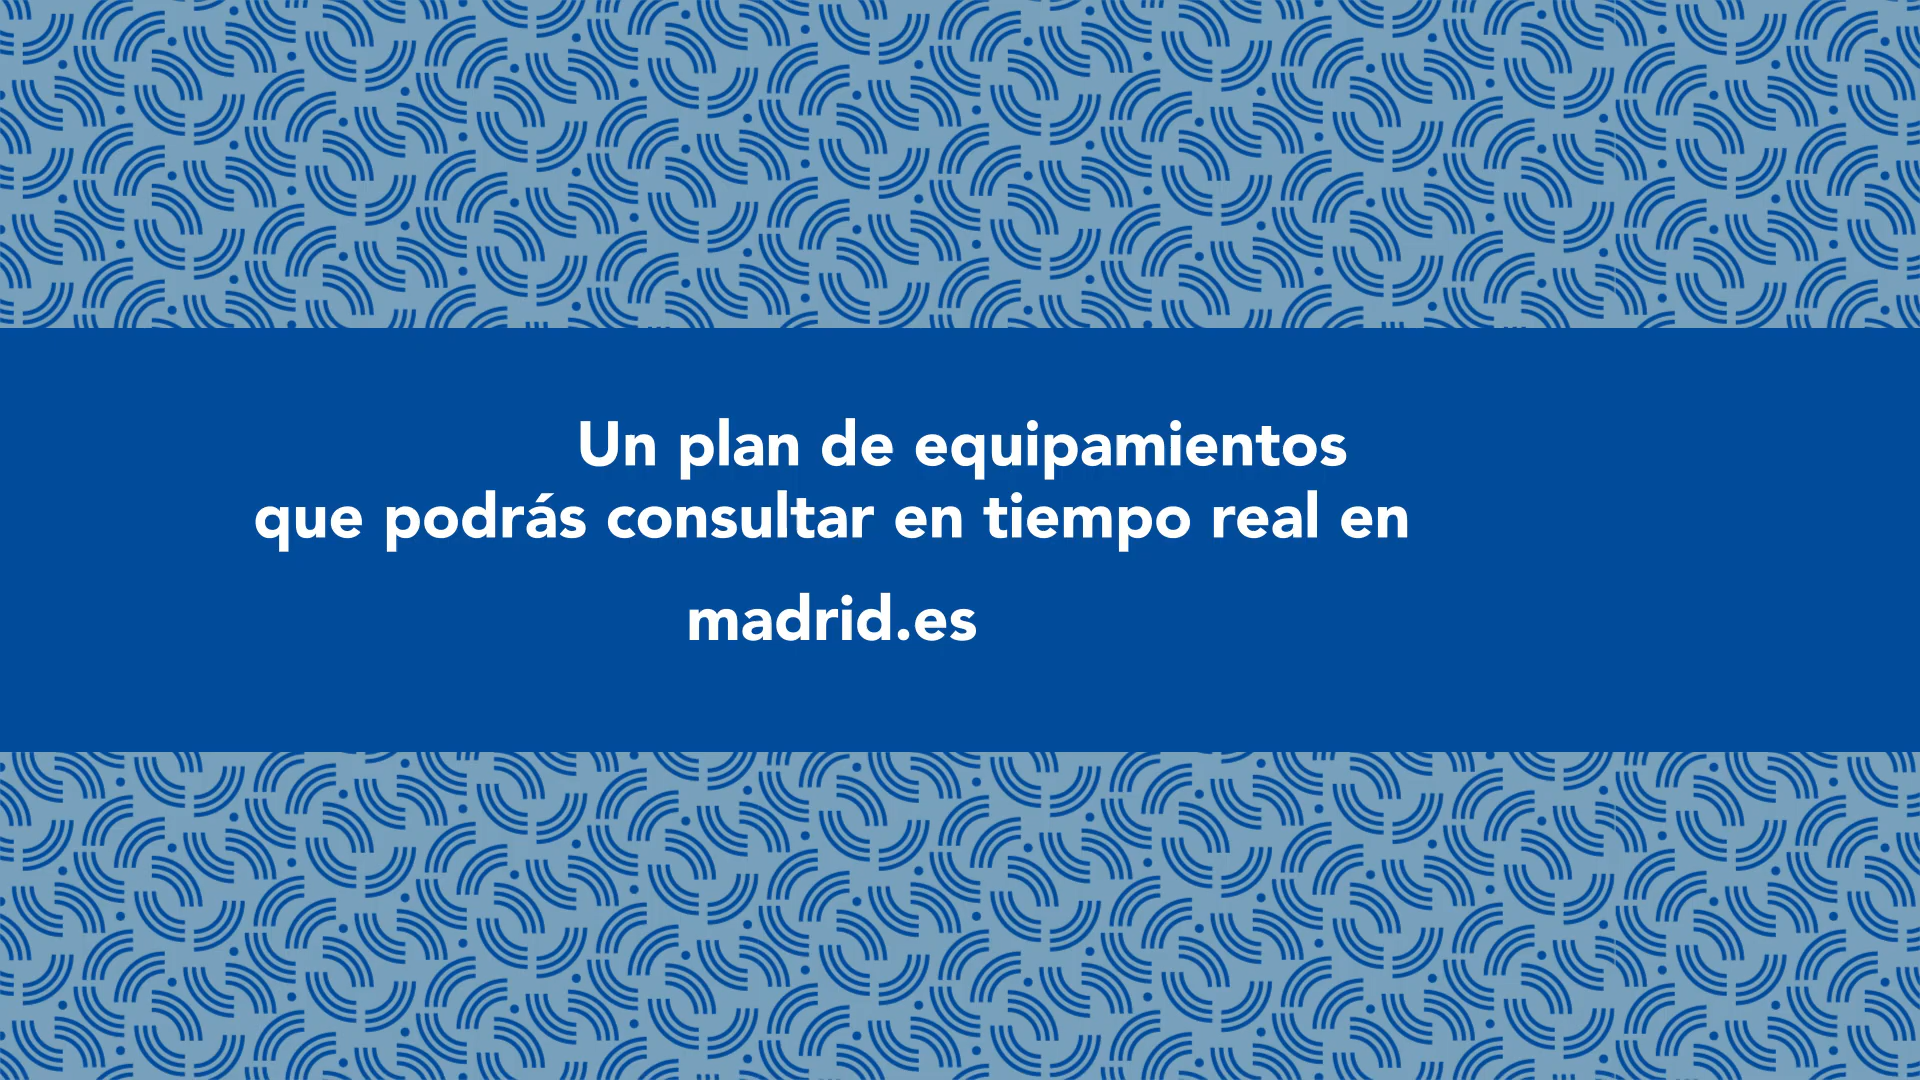 Un plan de equipamientos
que podrás consultar en tiempo real en
madrid.es